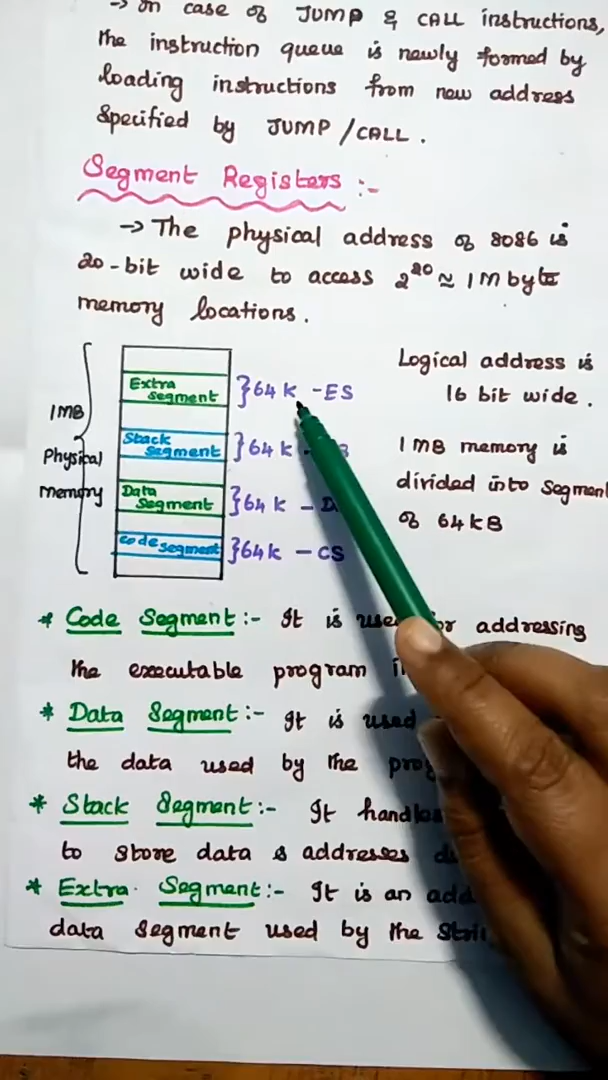 → In case of JUMP & CALL instructions,
the instruction queue is newly formed by
loading instructions from new address
specified by JUMP/CALL.
Segment Registers :-
→ The physical address of 8086 is
20-bit wide to access 2²⁰ ≈ 1M byte
memory locations.
1MB
Physical
memory
Extra
segment
}64k - ES
Stack
segment
}64k
Data
segment
}64k - D
code segment
}64k - CS
Logical address is
16 bit wide.
1MB memory is
divided into segment
of 64kB
* Code Segment :- It is used for addressing
the executable program
* Data Segment :- It is used
the data used by the
* Stack Segment :- It
to store data & addresses
* Extra Segment :- It is an
data segment used by the